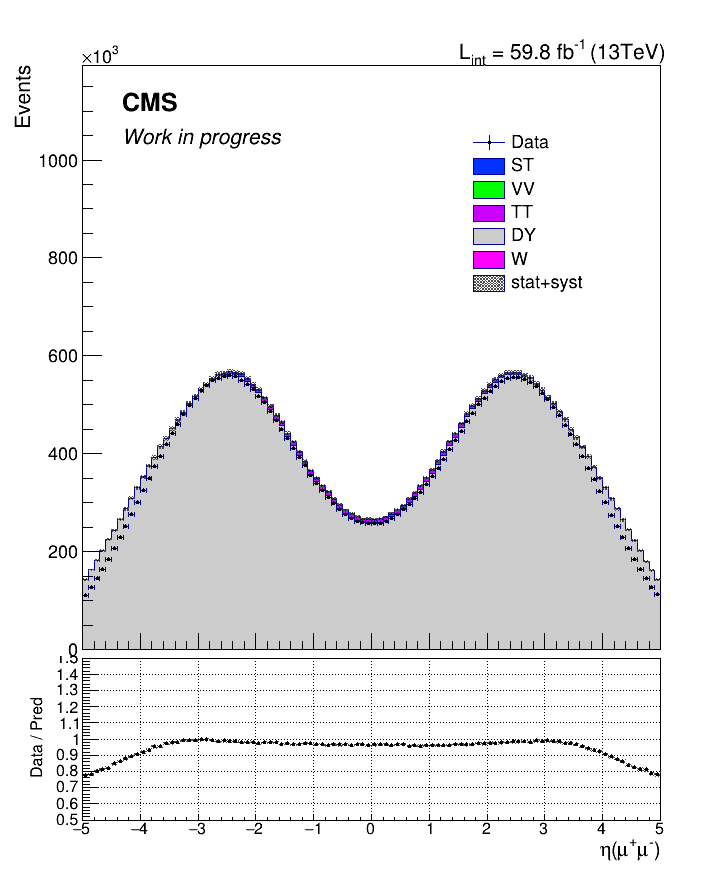 ×10³
L_int = 59.8 fb⁻¹ (13TeV)
Events
CMS
Work in progress
Data
ST
VV
TT
DY
W
stat+syst
1000
800
600
400
200
0
Data / Pred
1.5
1.4
1.3
1.2
1.1
1
0.9
0.8
0.7
0.6
0.5
−5 −4 −3 −2 −1 0 1 2 3 4 5
η(μ⁺μ⁻)